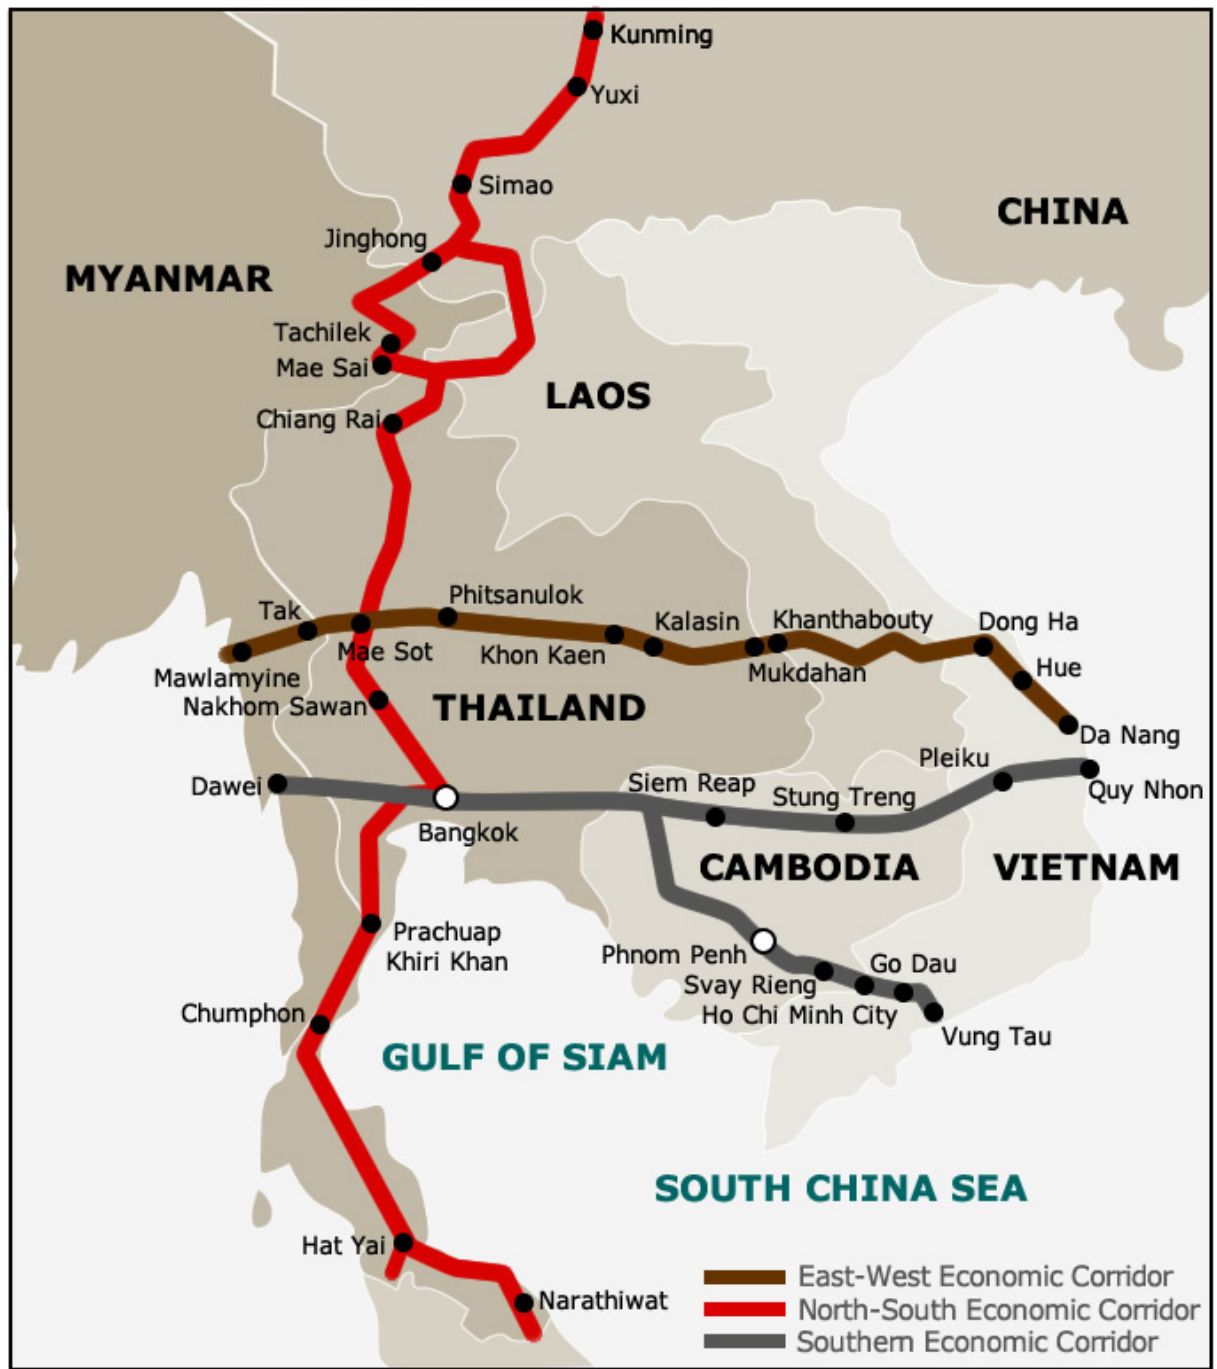 Kunming
Yuxi
Simao
CHINA
Jinghong
MYANMAR
Tachilek
Mae Sai
LAOS
Chiang Rai
Phitsanulok
Tak
Kalasin
Khanthabouty
Dong Ha
Mae Sot
Khon Kaen
Mukdahan
Hue
Mawlamyine
Nakhom Sawan
THAILAND
Da Nang
Pleiku
Dawei
Siem Reap
Stung Treng
Quy Nhon
Bangkok
CAMBODIA
VIETNAM
Prachuap
Khiri Khan
Phnom Penh
Go Dau
Svay Rieng
Ho Chi Minh City
Chumphon
Vung Tau
GULF OF SIAM
SOUTH CHINA SEA
Hat Yai
Narathiwat
East-West Economic Corridor
North-South Economic Corridor
Southern Economic Corridor